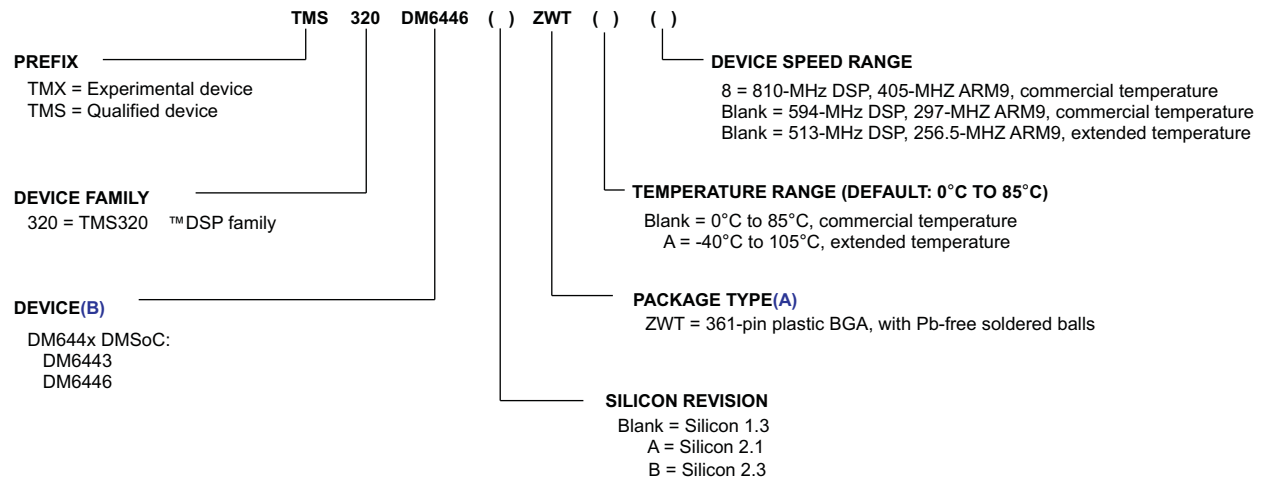 TMS 320 DM6446 ( ) ZWT ( ) ( )
PREFIX
TMX = Experimental device
TMS = Qualified device
DEVICE SPEED RANGE
8 = 810-MHz DSP, 405-MHZ ARM9, commercial temperature
Blank = 594-MHz DSP, 297-MHZ ARM9, commercial temperature
Blank = 513-MHz DSP, 256.5-MHZ ARM9, extended temperature
DEVICE FAMILY
320 = TMS320 ™DSP family
TEMPERATURE RANGE (DEFAULT: 0°C TO 85°C)
Blank = 0°C to 85°C, commercial temperature
A = -40°C to 105°C, extended temperature
DEVICE(B)
DM644x DMSoC:
DM6443
DM6446
PACKAGE TYPE(A)
ZWT = 361-pin plastic BGA, with Pb-free soldered balls
SILICON REVISION
Blank = Silicon 1.3
A = Silicon 2.1
B = Silicon 2.3